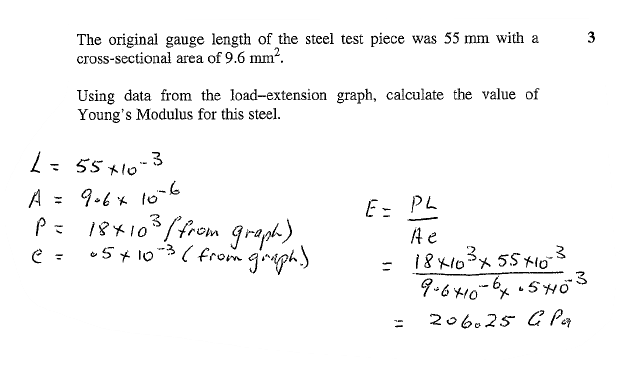 The original gauge length of the steel test piece was 55 mm with a 3
cross-sectional area of 9.6 mm².
Using data from the load–extension graph, calculate the value of
Young's Modulus for this steel.
L = 55 × 10⁻³
A = 9.6 × 10⁻⁶
P = 18 × 10³ (from graph)
e = .5 × 10⁻³ (from graph)
E = PL
Ae
= 18 × 10³ × 55 × 10⁻³
9.6 × 10⁻⁶ × .5 × 10⁻³
= 206.25 GPa